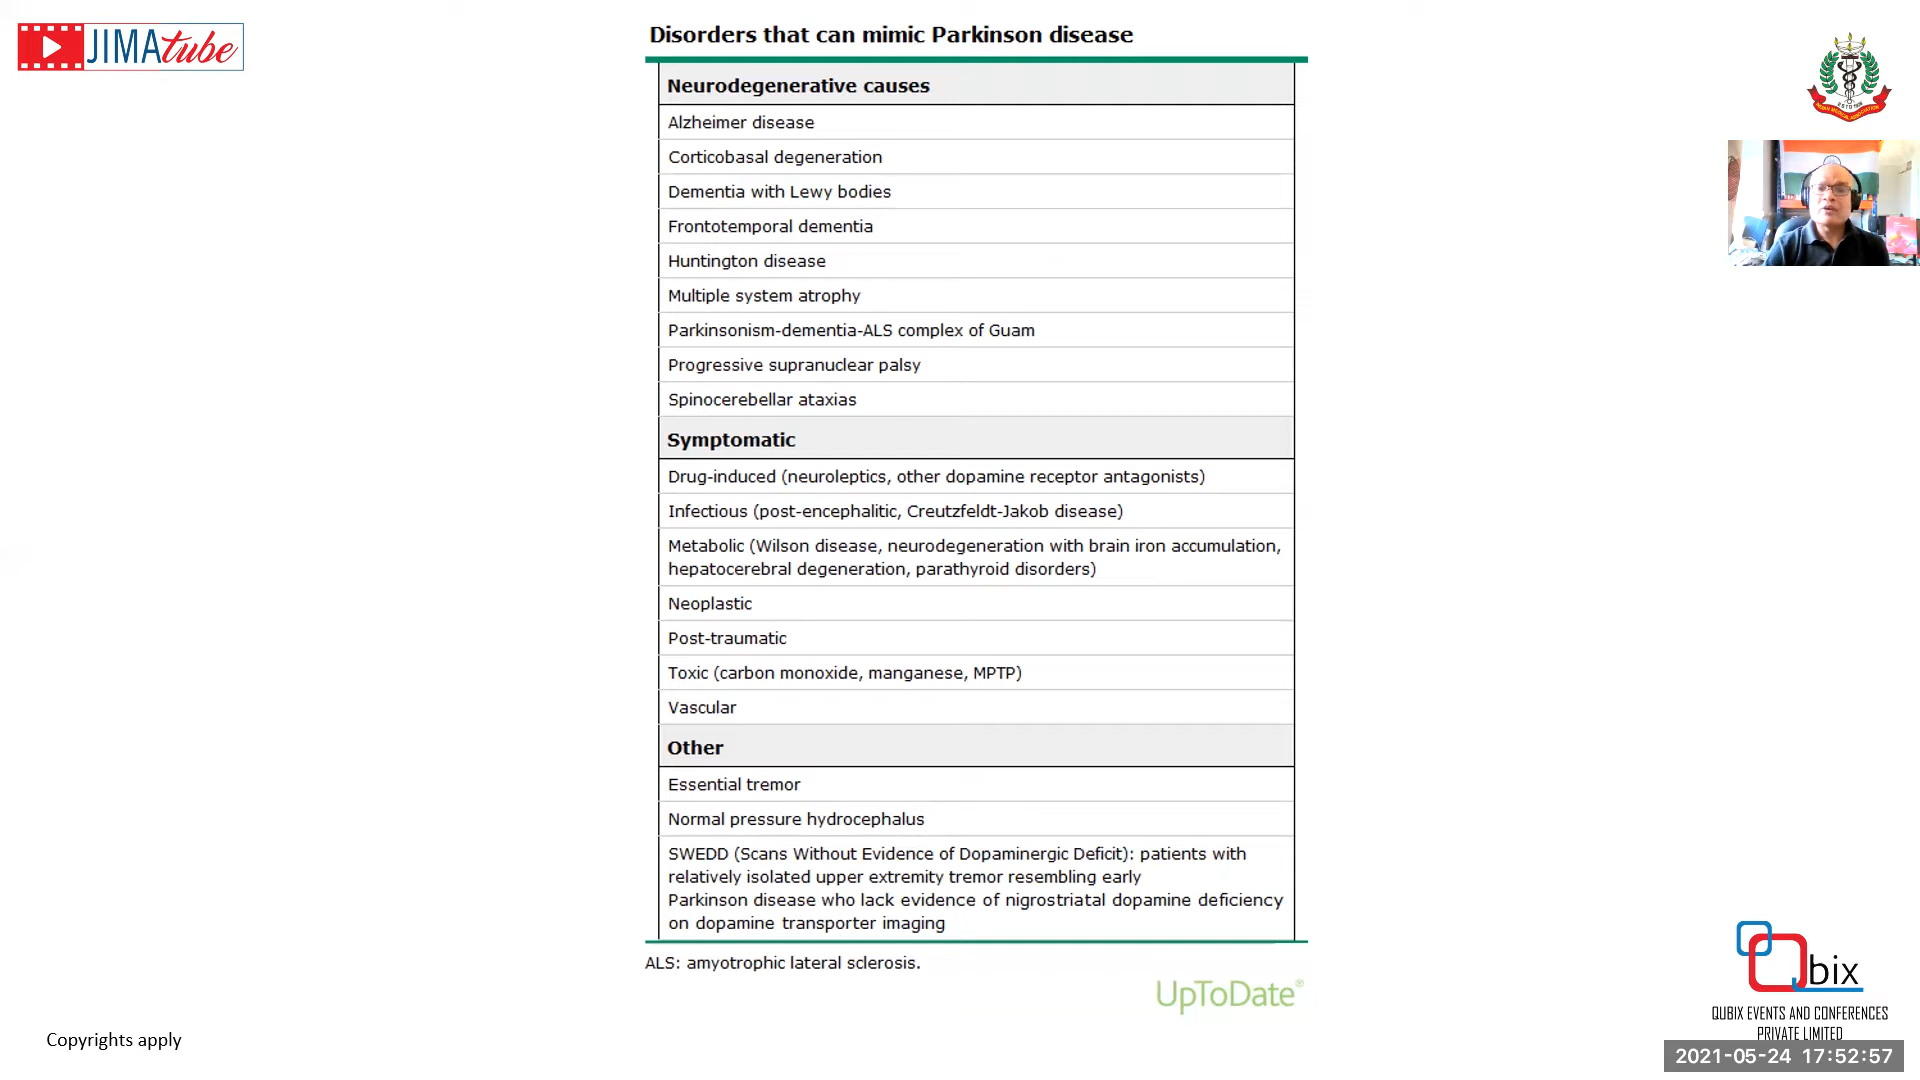 JIMAtube
Disorders that can mimic Parkinson disease
Neurodegenerative causes
Alzheimer disease
Corticobasal degeneration
Dementia with Lewy bodies
Frontotemporal dementia
Huntington disease
Multiple system atrophy
Parkinsonism-dementia-ALS complex of Guam
Progressive supranuclear palsy
Spinocerebellar ataxias
Symptomatic
Drug-induced (neuroleptics, other dopamine receptor antagonists)
Infectious (post-encephalitic, Creutzfeldt-Jakob disease)
Metabolic (Wilson disease, neurodegeneration with brain iron accumulation,
hepatocerebral degeneration, parathyroid disorders)
Neoplastic
Post-traumatic
Toxic (carbon monoxide, manganese, MPTP)
Vascular
Other
Essential tremor
Normal pressure hydrocephalus
SWEDD (Scans Without Evidence of Dopaminergic Deficit): patients with
relatively isolated upper extremity tremor resembling early
Parkinson disease who lack evidence of nigrostriatal dopamine deficiency
on dopamine transporter imaging
ALS: amyotrophic lateral sclerosis.
UpToDate®
Copyrights apply
INDIAN MEDICAL ASSOCIATION
Qbix
QUBIX EVENTS AND CONFERENCES
PRIVATE LIMITED
2021-05-24 17:52:57